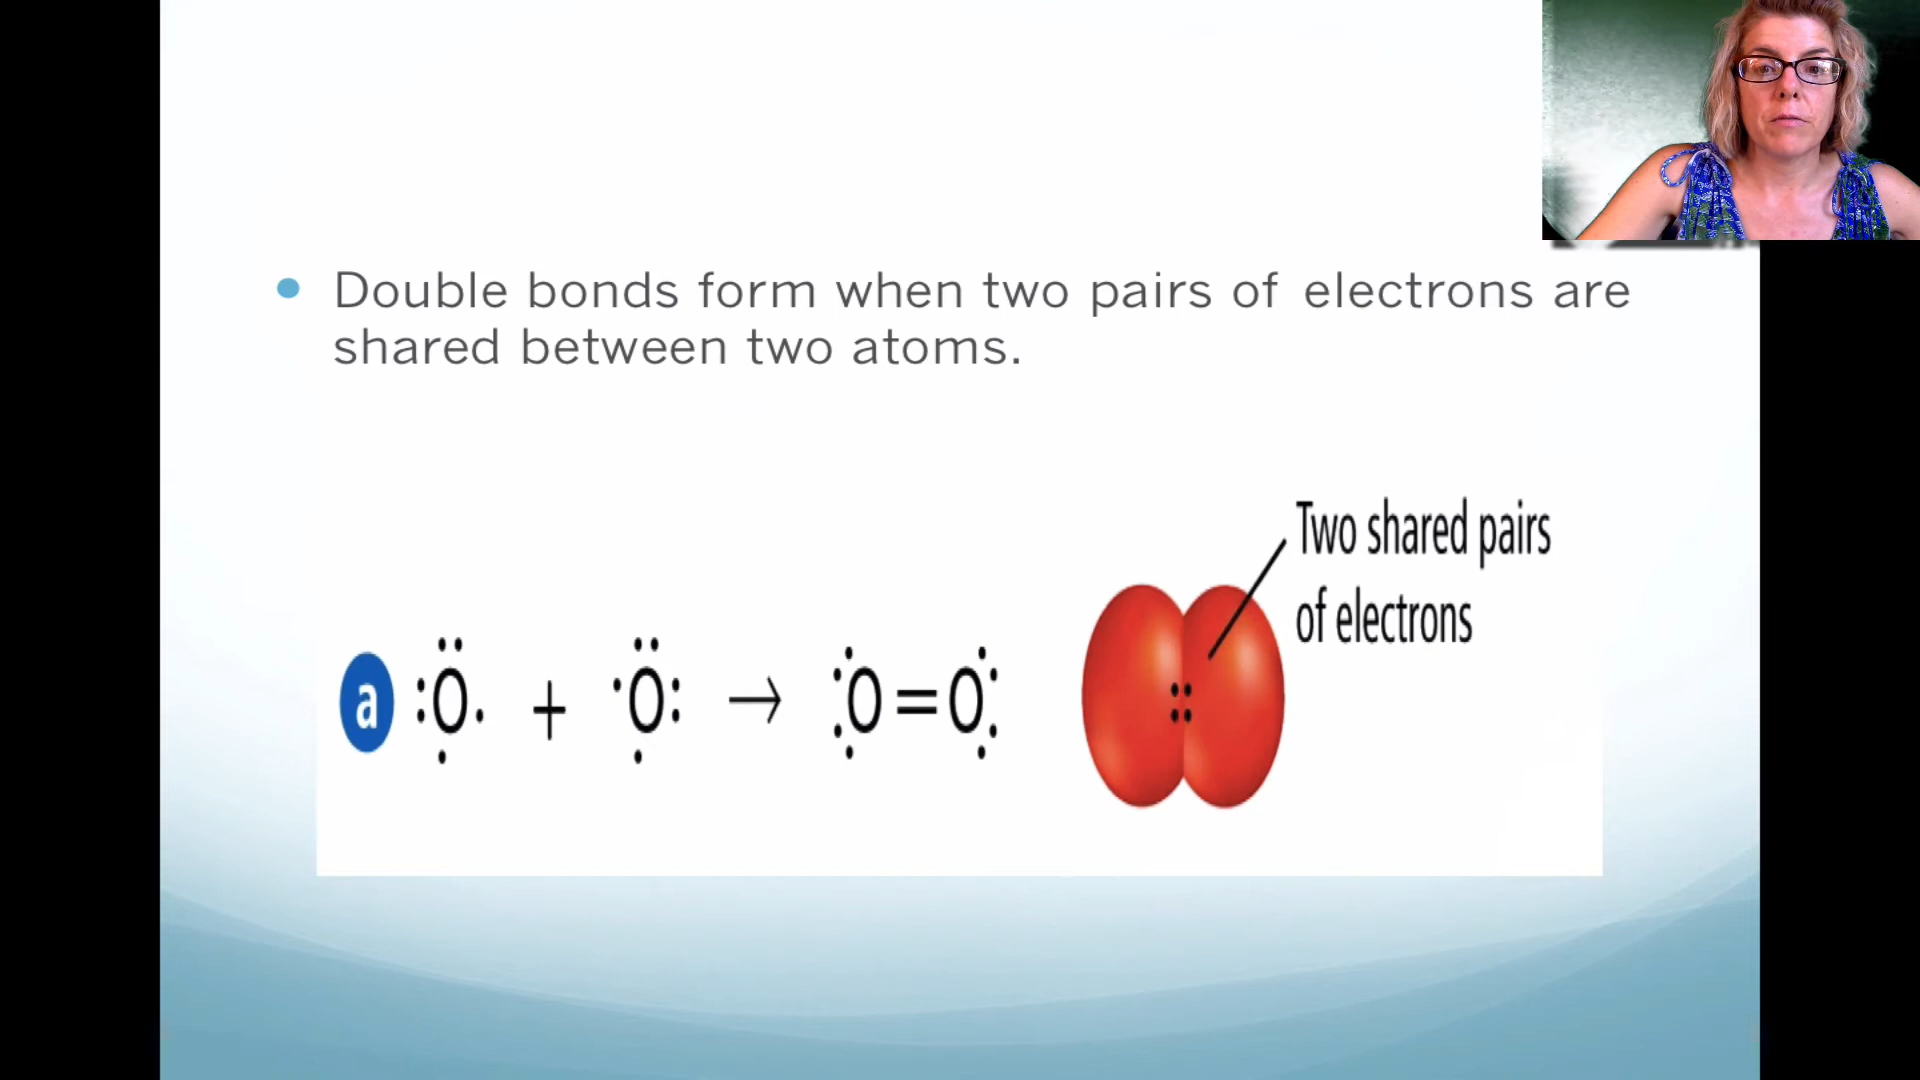 Double bonds form when two pairs of electrons are
shared between two atoms.
Two shared pairs
of electrons
a :Ö. + ·Ö: → :O=O: